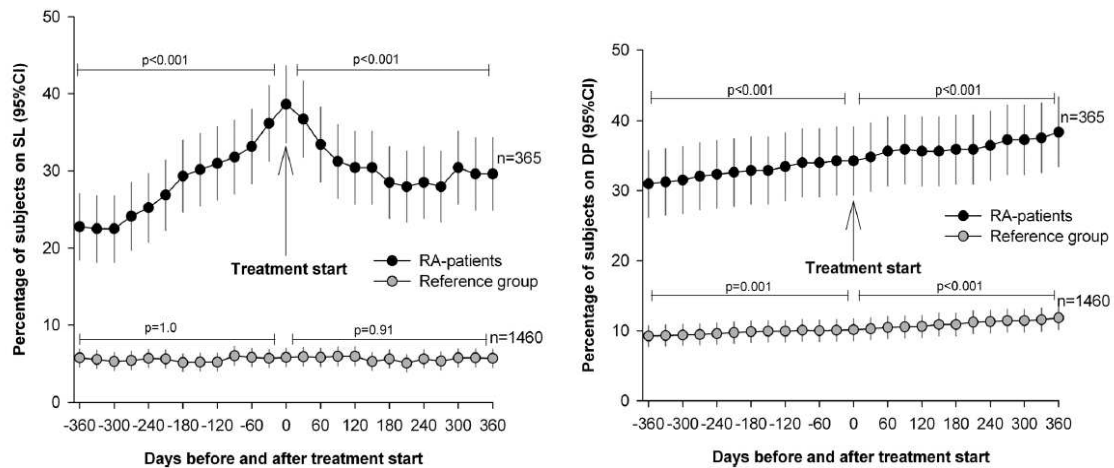 Percentage of subjects on SL (95%CI)
50
40
30
20
10
0
p<0.001
p<0.001
n=365
RA-patients
Treatment start
Reference group
p=1.0
p=0.91
n=1460
-360 -300 -240 -180 -120 -60 0 60 120 180 240 300 360
Days before and after treatment start
Percentage of subjects on DP (95%CI)
50
40
30
20
10
0
p<0.001
p<0.001
n=365
RA-patients
Reference group
Treatment start
p=0.001
p<0.001
n=1460
-360 -300 -240 -180 -120 -60 0 60 120 180 240 300 360
Days before and after treatment start